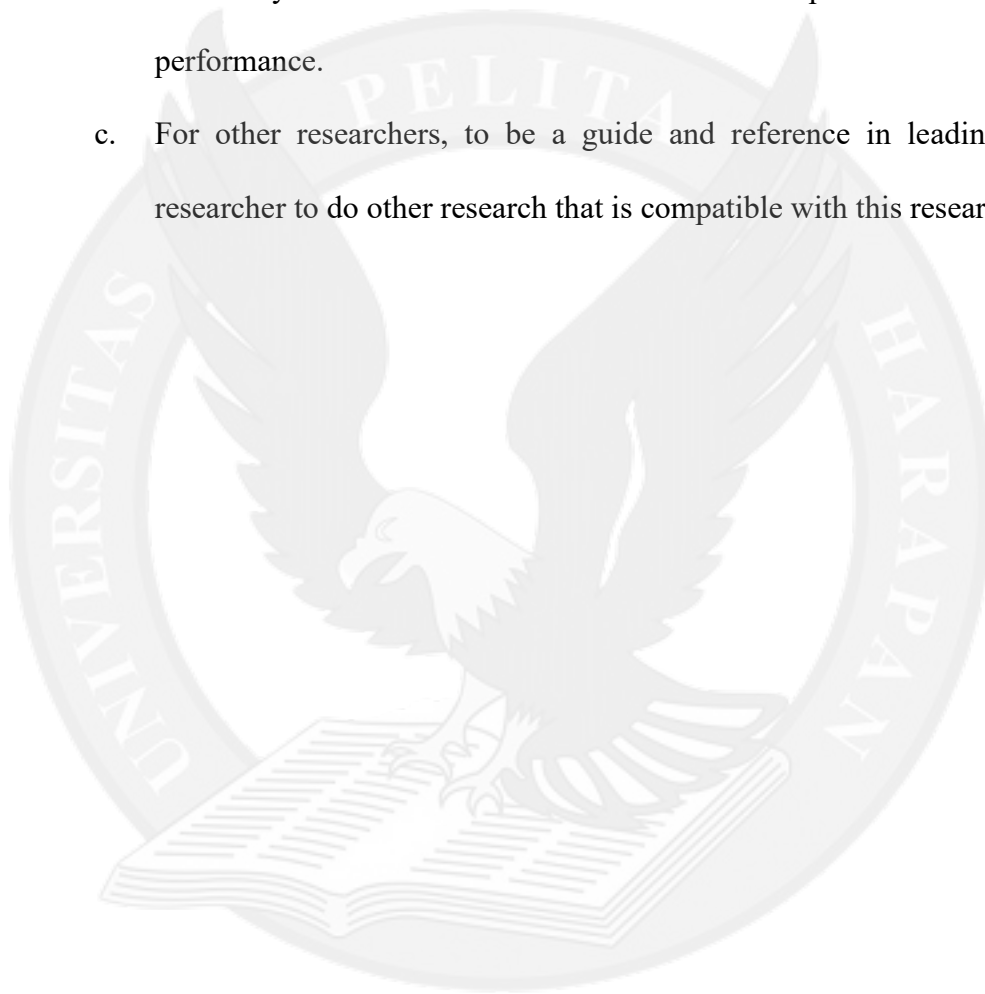 performance.
c. For other researchers, to be a guide and reference in leadin
researcher to do other research that is compatible with this resear
UNIVERSITAS PELITA HARAPAN